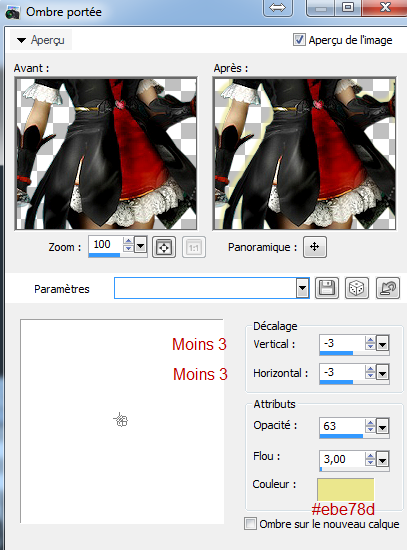 Ombre portée
Aperçu
Aperçu de l'image
Avant :
Après :
Zoom : 100
1:1
Panoramique :
Paramètres
Décalage
Moins 3
Vertical : -3
Moins 3
Horizontal : -3
Attributs
Opacité : 63
Flou : 3,00
Couleur :
#ebe78d
Ombre sur le nouveau calque